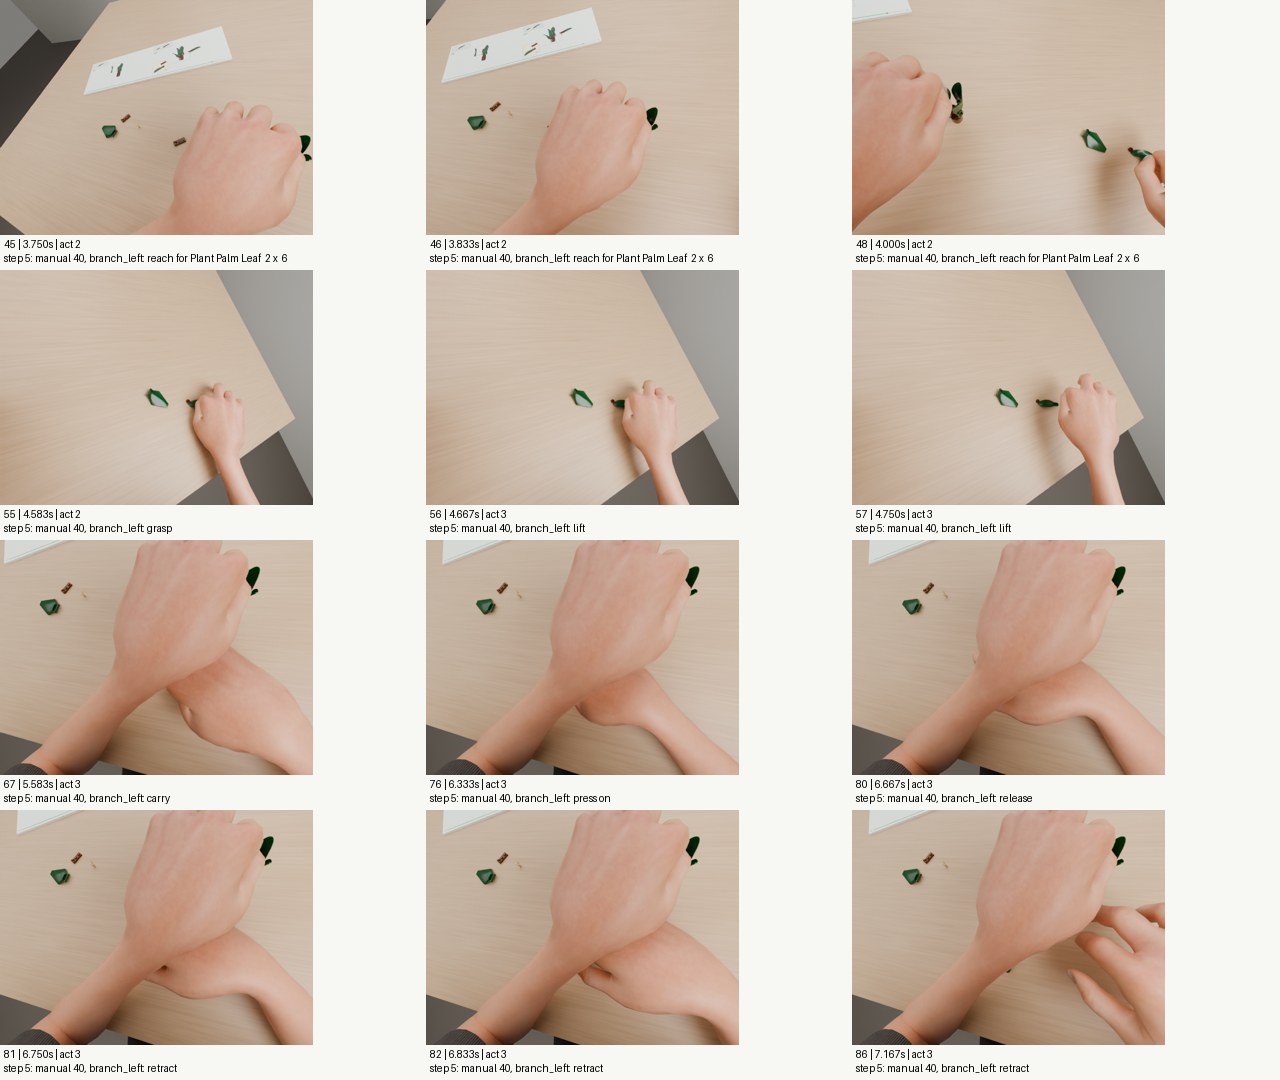 45 | 3.750s | act 2
step 5: manual 40, branch_left: reach for Plant Palm Leaf 2 x 6
46 | 3.833s | act 2
step 5: manual 40, branch_left: reach for Plant Palm Leaf 2 x 6
48 | 4.000s | act 2
step 5: manual 40, branch_left: reach for Plant Palm Leaf 2 x 6
55 | 4.583s | act 2
step 5: manual 40, branch_left: grasp
56 | 4.667s | act 3
step 5: manual 40, branch_left: lift
57 | 4.750s | act 3
step 5: manual 40, branch_left: lift
67 | 5.583s | act 3
step 5: manual 40, branch_left: carry
76 | 6.333s | act 3
step 5: manual 40, branch_left: press on
80 | 6.667s | act 3
step 5: manual 40, branch_left: release
81 | 6.750s | act 3
step 5: manual 40, branch_left: retract
82 | 6.833s | act 3
step 5: manual 40, branch_left: retract
86 | 7.167s | act 3
step 5: manual 40, branch_left: retract